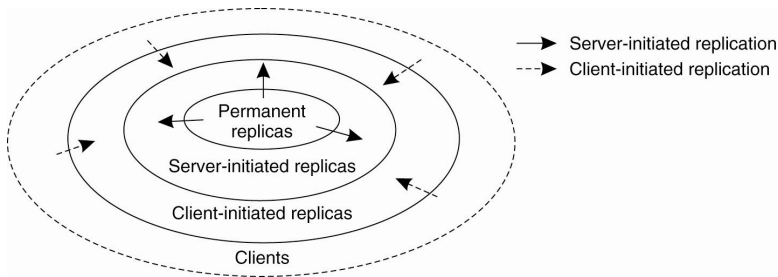 Server-initiated replication
Client-initiated replication
Permanent
replicas
Server-initiated replicas
Client-initiated replicas
Clients